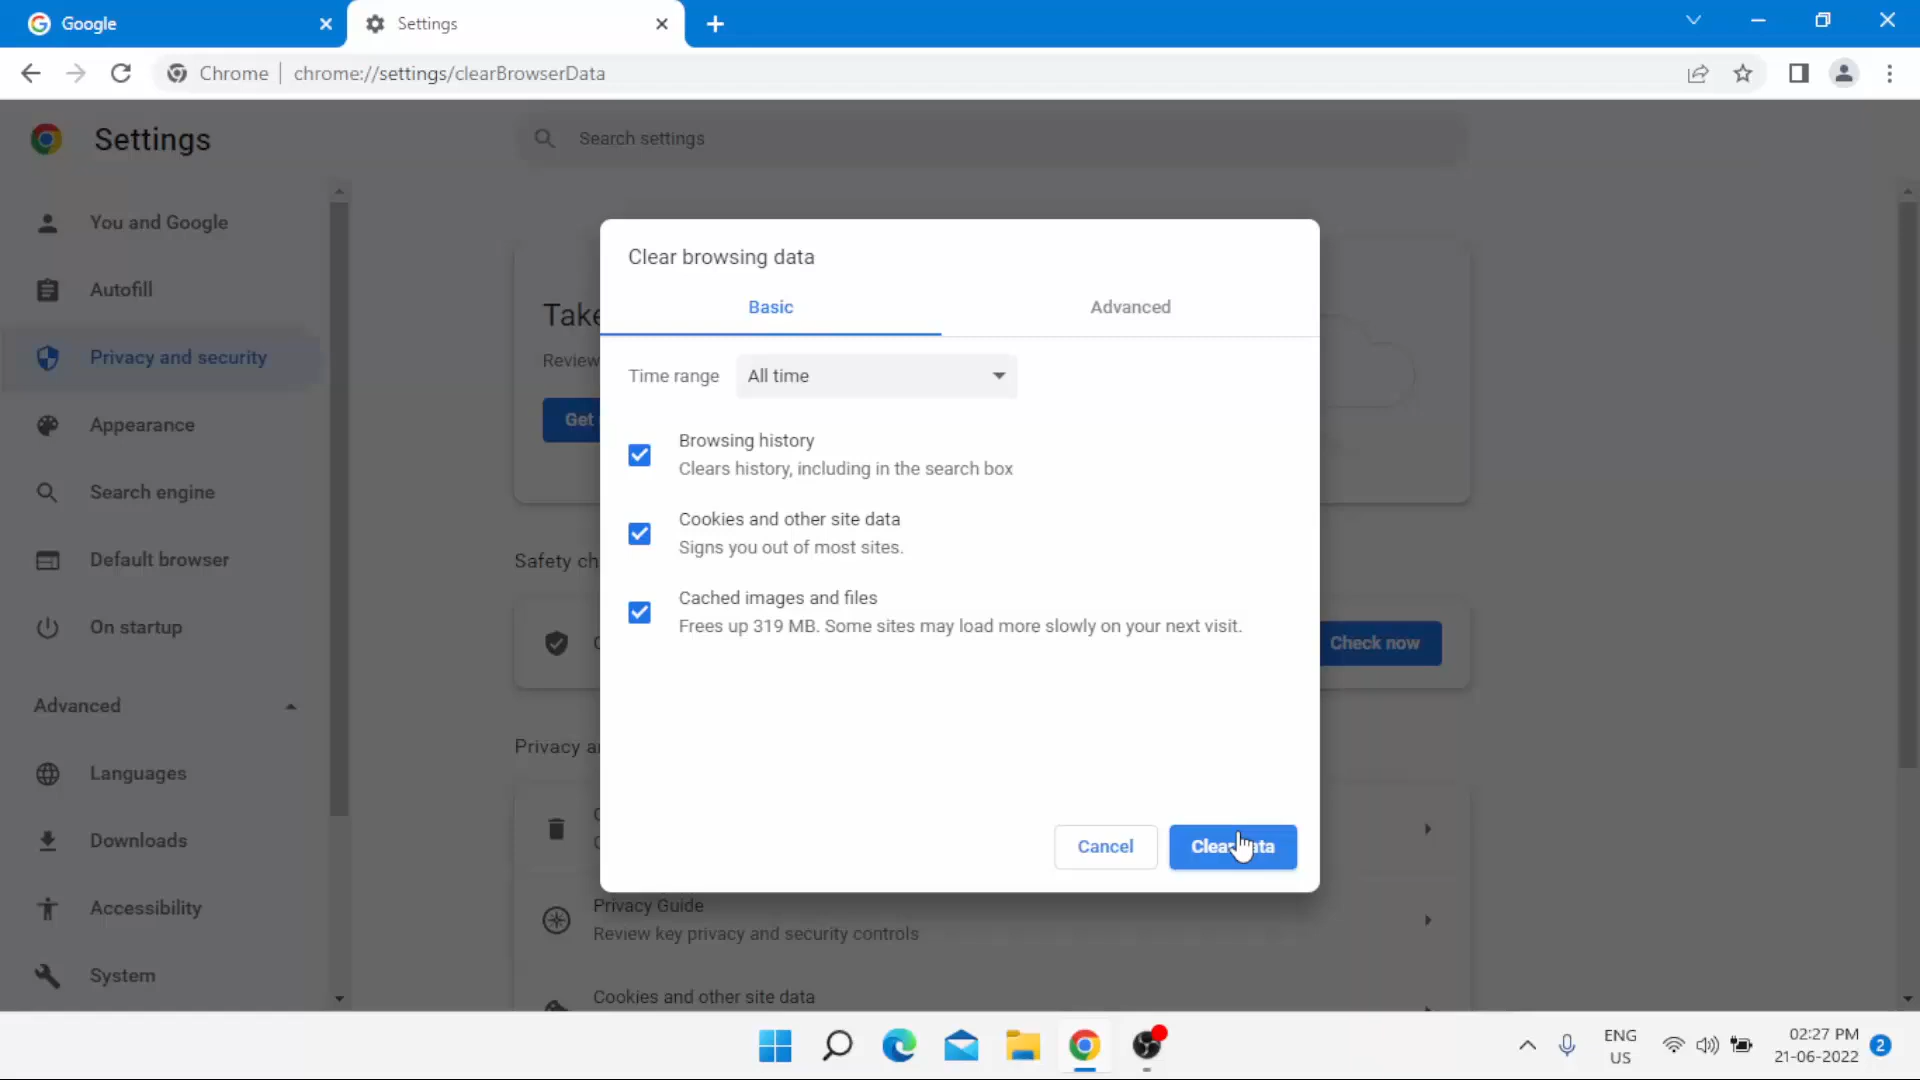 Google
Settings
Chrome
chrome://settings/clearBrowserData
Settings
Search settings
You and Google
Autofill
Privacy and security
Appearance
Search engine
Default browser
On startup
Advanced
Languages
Downloads
Accessibility
System
Take
Review
Get
Safety ch
Check now
Privacy a
Clear browsing data
Basic
Advanced
Time range
All time
Browsing history
Clears history, including in the search box
Cookies and other site data
Signs you out of most sites.
Cached images and files
Frees up 319 MB. Some sites may load more slowly on your next visit.
Cancel
Clear data
Privacy Guide
Review key privacy and security controls
Cookies and other site data
ENG
US
02:27 PM
21-06-2022
2